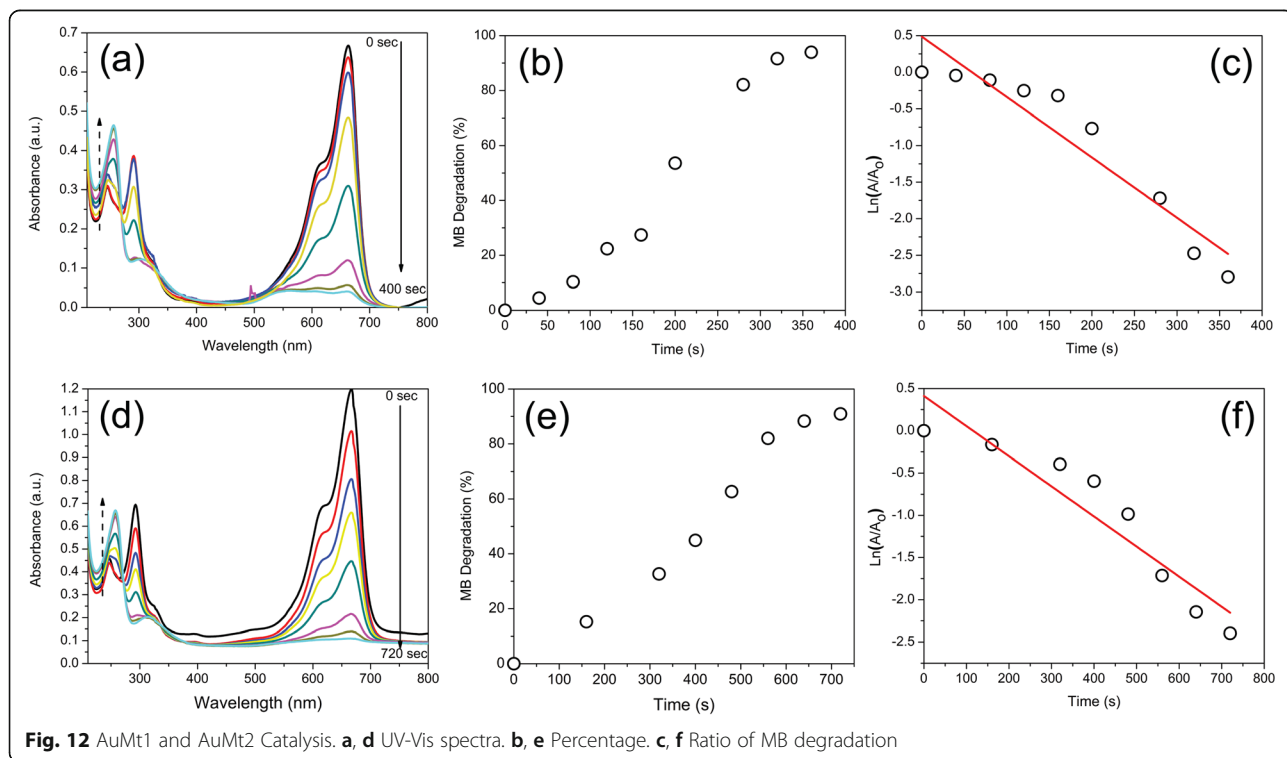 (a)
0 sec
400 sec
Absorbance (a.u.)
0.7
0.6
0.5
0.4
0.3
0.2
0.1
0.0
300 400 500 600 700 800
Wavelength (nm)
(b)
MB Degradation (%)
100
80
60
40
20
0
0 50 100 150 200 250 300 350 400
Time (s)
(c)
Ln(A/A₀)
0.5
0.0
-0.5
-1.0
-1.5
-2.0
-2.5
-3.0
0 50 100 150 200 250 300 350 400
Time (s)
(d)
0 sec
720 sec
Absorbance (a.u.)
1.2
1.1
1.0
0.9
0.8
0.7
0.6
0.5
0.4
0.3
0.2
0.1
0.0
300 400 500 600 700 800
Wavelength (nm)
(e)
MB Degradation (%)
100
80
60
40
20
0
0 100 200 300 400 500 600 700
Time (s)
(f)
Ln(A/A₀)
0.5
0.0
-0.5
-1.0
-1.5
-2.0
-2.5
0 100 200 300 400 500 600 700 800
Time (s)
Fig. 12 AuMt1 and AuMt2 Catalysis. a, d UV-Vis spectra. b, e Percentage. c, f Ratio of MB degradation